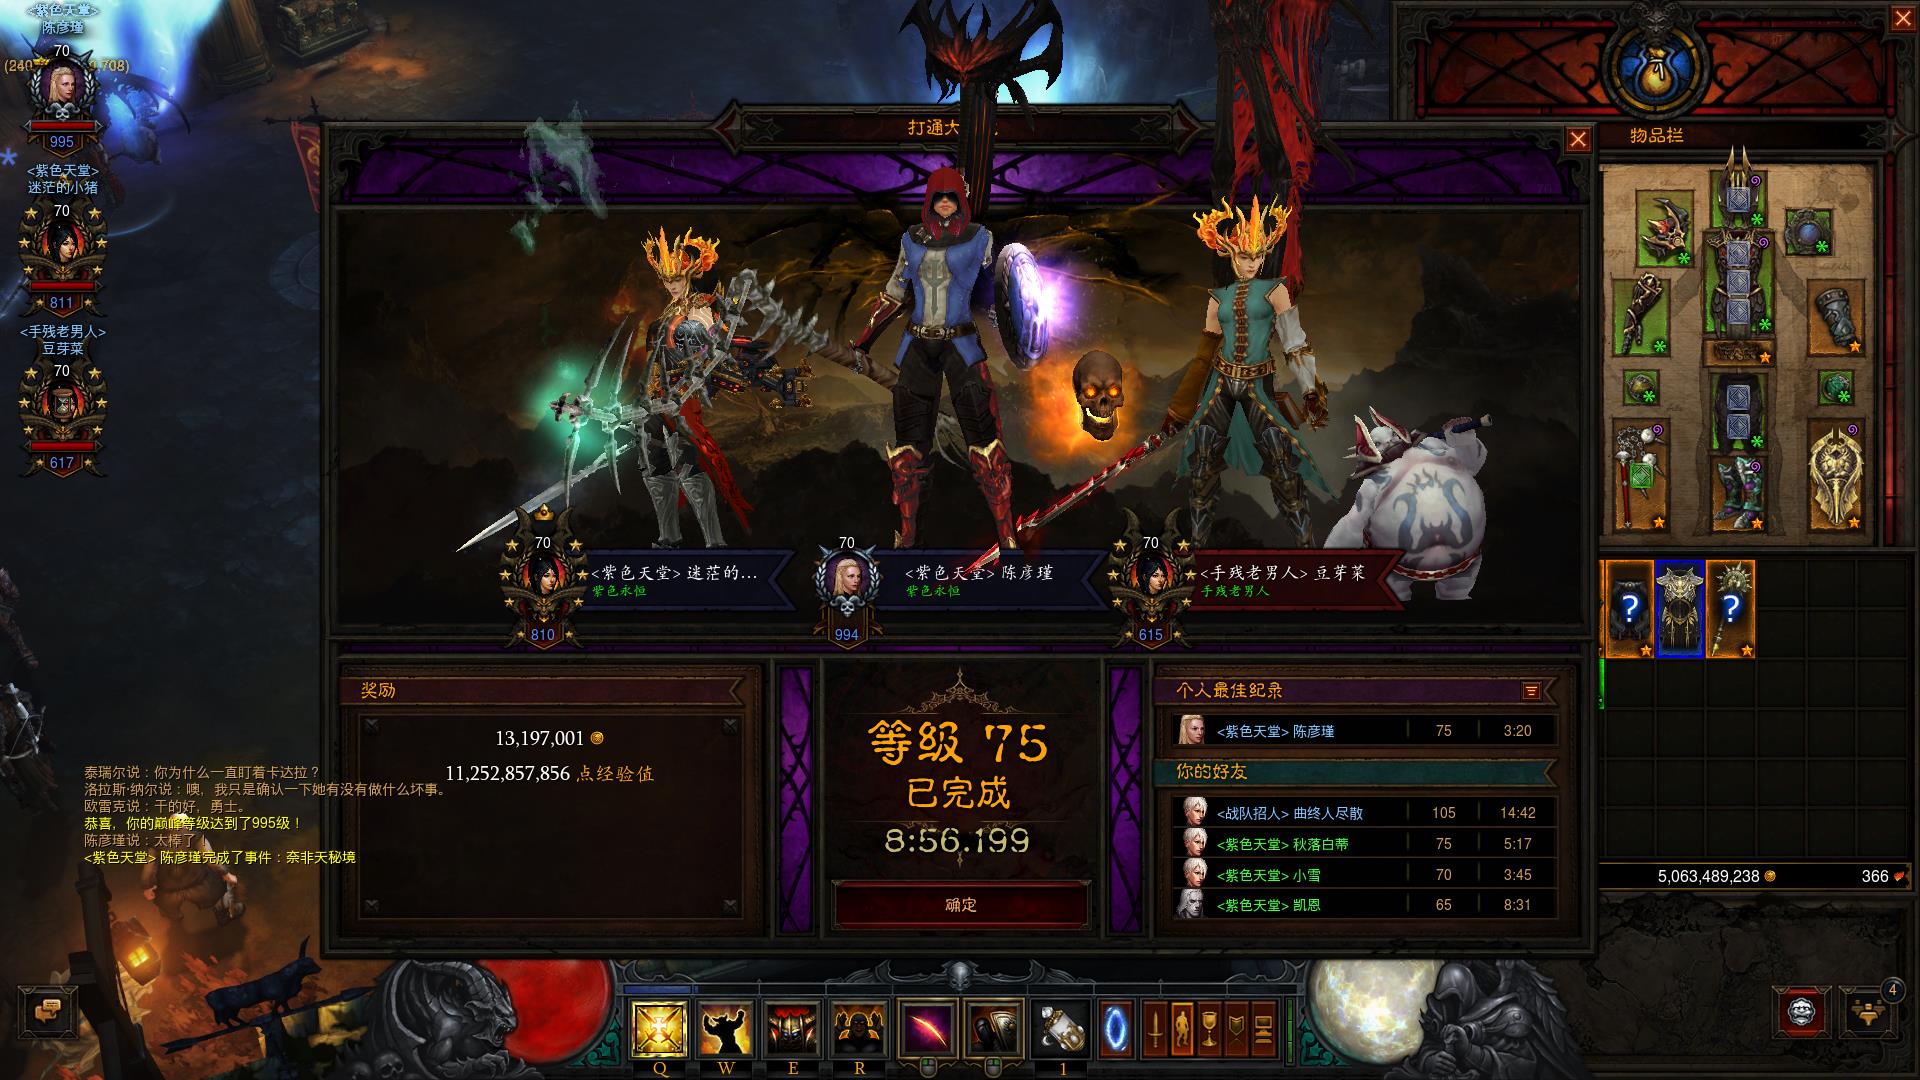 <紫色天堂>
陈彦瑾
70
995
<紫色天堂>
迷茫的小猪
70
811
<手残老男人>
豆芽菜
70
617
打通大
物品栏
70
<紫色天堂> 迷茫的...
紫色永恒
810
70
<紫色天堂> 陈彦瑾
紫色永恒
994
70
<手残老男人> 豆芽菜
手残老男人
615
奖励
13,197,001
11,252,857,856 点经验值
等级 75
已完成
8:56.199
确定
个人最佳纪录
<紫色天堂> 陈彦瑾 75 3:20
你的好友
<战队招人> 曲终人尽散 105 14:42
<紫色天堂> 秋落白蒂 75 5:17
<紫色天堂> 小雪 70 3:45
<紫色天堂> 凯恩 65 8:31
泰瑞尔说：你为什么一直盯着卡达拉？
洛拉斯·纳尔说：噢，我只是确认一下她有没有做什么坏事。
欧雷克说：干的好，勇士。
恭喜，你的巅峰等级达到了995级！
陈彦瑾说：太棒了！
<紫色天堂> 陈彦瑾完成了事件：奈非天秘境
? ?
5,063,489,238 366
4
Q W E R 1